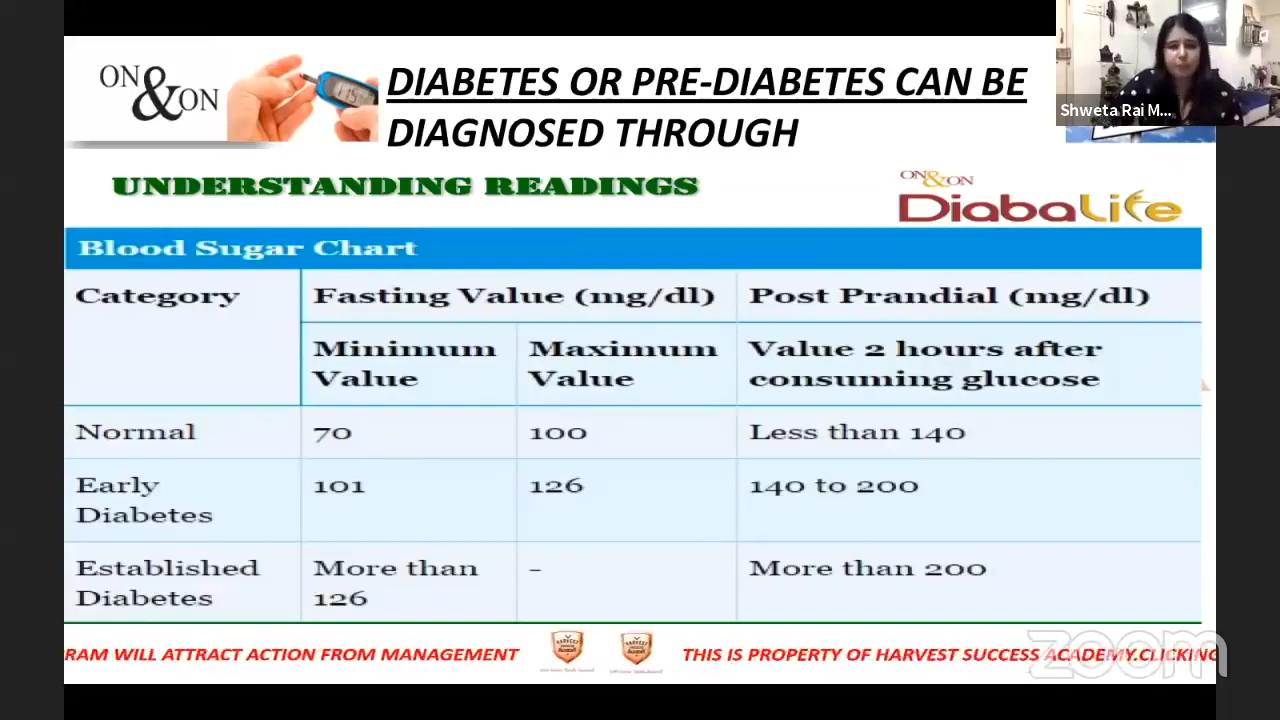 ON
&
ON
DIABETES OR PRE-DIABETES CAN BE
DIAGNOSED THROUGH
Shweta Rai M...
UNDERSTANDING READINGS
ON&ON
DiabaLife
Blood Sugar Chart
Category
Fasting Value (mg/dl)
Post Prandial (mg/dl)
Minimum
Value
Maximum
Value
Value 2 hours after
consuming glucose
Normal
70
100
Less than 140
Early
Diabetes
101
126
140 to 200
Established
Diabetes
More than
126
-
More than 200
RAM WILL ATTRACT ACTION FROM MANAGEMENT
THIS IS PROPERTY OF HARVEST SUCCESS ACADEMY.CLICKING
zoom